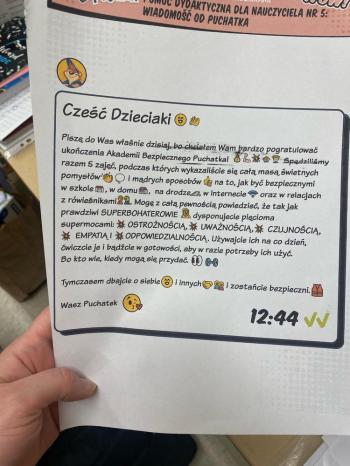 POMOC DYDAKTYCZNA DLA NAUCZYCIELA NR 5:
WIADOMOŚĆ OD PUCHATKA
Cześć Dzieciaki
Piszę do Was właśnie dzisiaj, bo chciałem Wam bardzo pogratulować
ukończenia Akademii Bezpiecznego Puchatka! Spędziliśmy
razem 5 zajęć, podczas których wykazaliście się całą masą świetnych
pomysłów i mądrych sposobów na to, jak być bezpiecznymi
w szkole, w domu, na drodze, w Internecie oraz w relacjach
z rówieśnikami. Mogę z całą pewnością powiedzieć, że tak jak
prawdziwi SUPERBOHATEROWIE dysponujecie pięcioma
supermocami: OSTROŻNOŚCIĄ, UWAŻNOŚCIĄ, CZUJNOŚCIĄ,
EMPATIĄ I ODPOWIEDZIALNOŚCIĄ. Używajcie ich na co dzień,
ćwiczcie je i bądźcie w gotowości, aby w razie potrzeby ich użyć.
Bo kto wie, kiedy mogą się przydać.
Tymczasem dbajcie o siebie i innych i zostańcie bezpieczni.
Wasz Puchatek
12:44